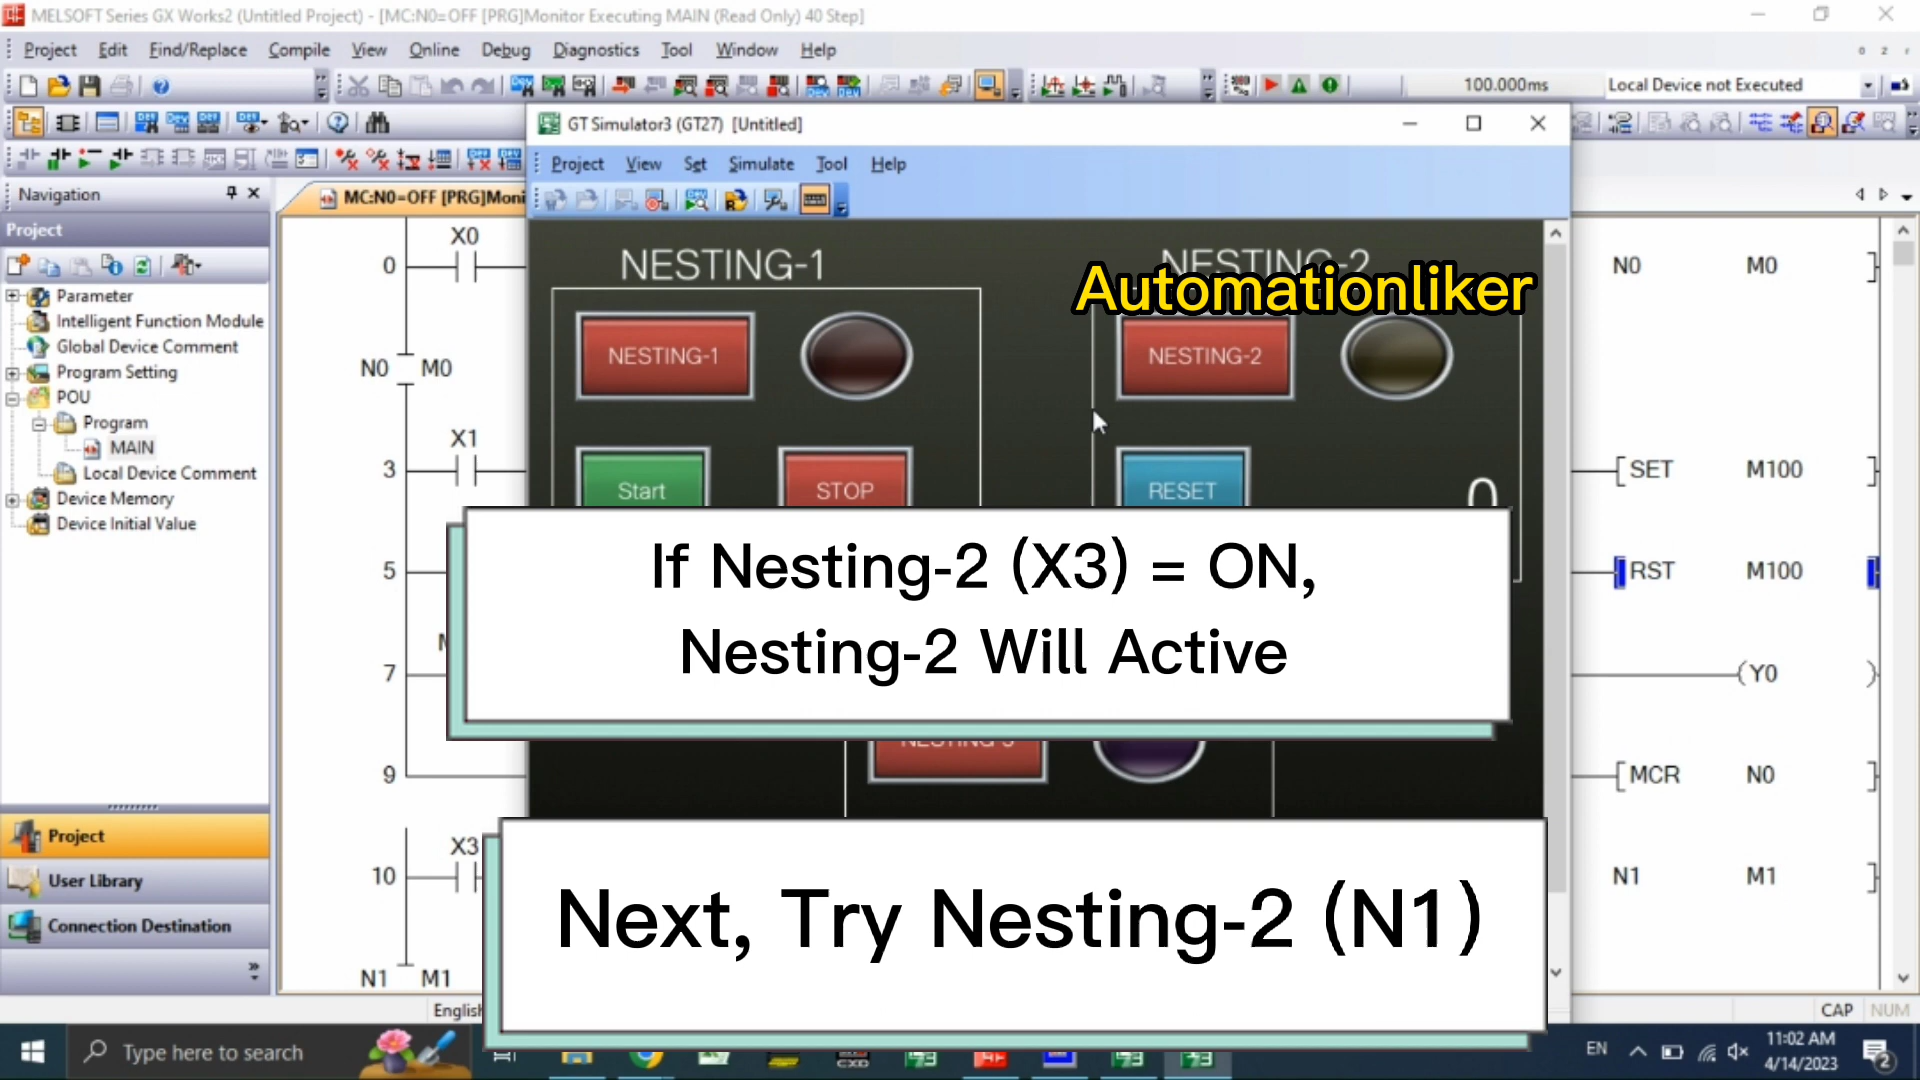 MELSOFT Series GX Works2 (Untitled Project) - [MC:N0=OFF [PRG]Monitor Executing MAIN (Read Only) 40 Step]
Project Edit Find/Replace Compile View Online Debug Diagnostics Tool Window Help
100.000ms Local Device not Executed
GT Simulator3 (GT27) [Untitled]
Project View Set Simulate Tool Help
Navigation
MC:N0=OFF [PRG]Moni
Project
Parameter
Intelligent Function Module
Global Device Comment
Program Setting
POU
Program
MAIN
Local Device Comment
Device Memory
Device Initial Value
Project
User Library
Connection Destination
X0
0
N0 M0
N0 M0
X1
3
SET M100
5
RST M100
7
(Y0 )
9
MCR N0
X3
10
N1 M1
N1 M1
NESTING-1
NESTING-2
Automationliker
NESTING-1
NESTING-2
Start
STOP
RESET
0
If Nesting-2 (X3) = ON,
Nesting-2 Will Active
Next, Try Nesting-2 (N1)
English
CAP NUM
Type here to search
EN
11:02 AM
4/14/2023
2